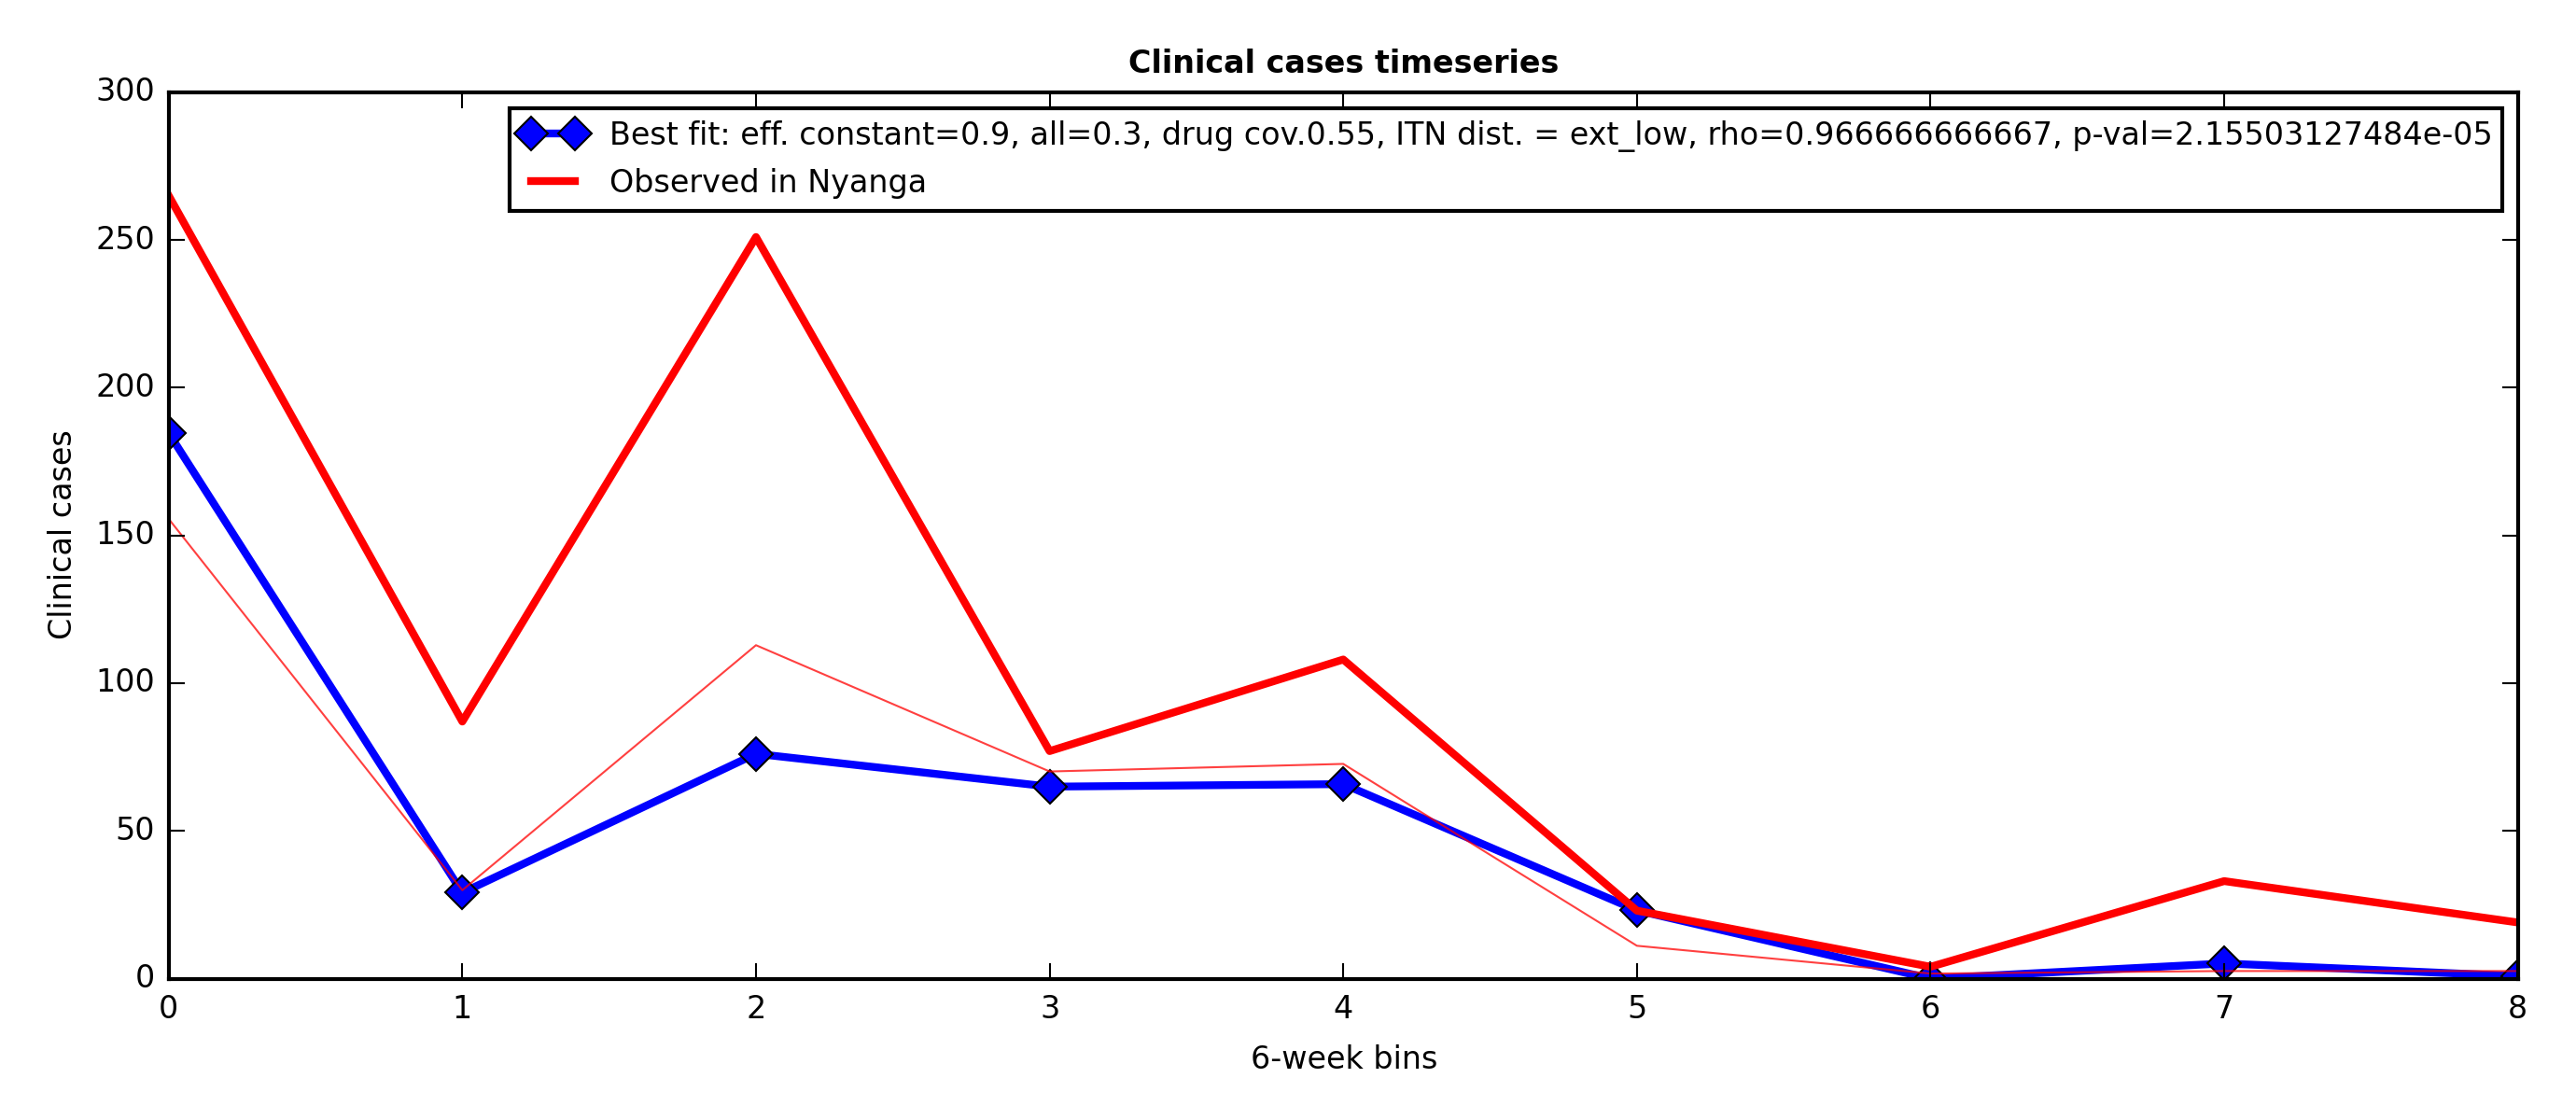 Clinical cases timeseries
Best fit: eff. constant=0.9, all=0.3, drug cov.0.55, ITN dist. = ext_low, rho=0.966666666667, p-val=2.15503127484e-05
Observed in Nyanga
300
250
200
150
100
50
0
Clinical cases
0 1 2 3 4 5 6 7 8
6-week bins